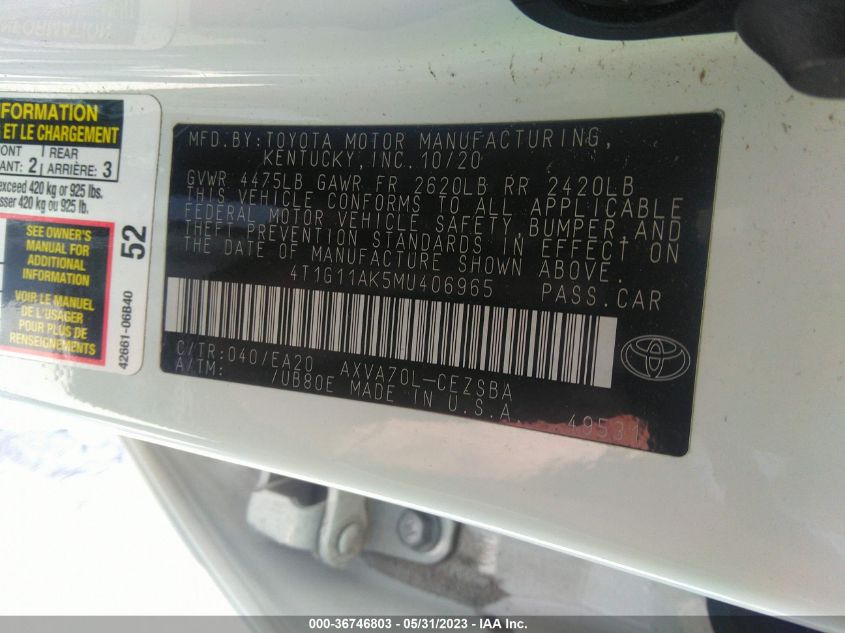 INFORMATION
FORMATION
ET LE CHARGEMENT
ONT 2 REAR 3
ANT: ARRIÈRE:
exceed 420 kg or 925 lbs.
sser 420 kg ou 925 lb.
SEE OWNER'S
MANUAL FOR
ADDITIONAL
INFORMATION
VOIR LE MANUEL
DE L'USAGER
POUR PLUS DE
RENSEIGNEMENTS
52
42661-06B40
MFD.BY:TOYOTA MOTOR MANUFACTURING,
KENTUCKY, INC. 10/20
GVWR 4475LB GAWR FR 2620LB RR 2420LB
THIS VEHICLE CONFORMS TO ALL APPLICABLE
FEDERAL MOTOR VEHICLE SAFETY, BUMPER, AND
THEFT PREVENTION STANDARDS IN EFFECT ON
THE DATE OF MANUFACTURE SHOWN ABOVE.
4T1G11AK5MU406965 PASS.CAR
C/TR:040/EA20 AXVA70L-CEZSBA
A/TM: /UB80E MADE IN U.S.A.
49531
000-36746803 - 05/31/2023 -